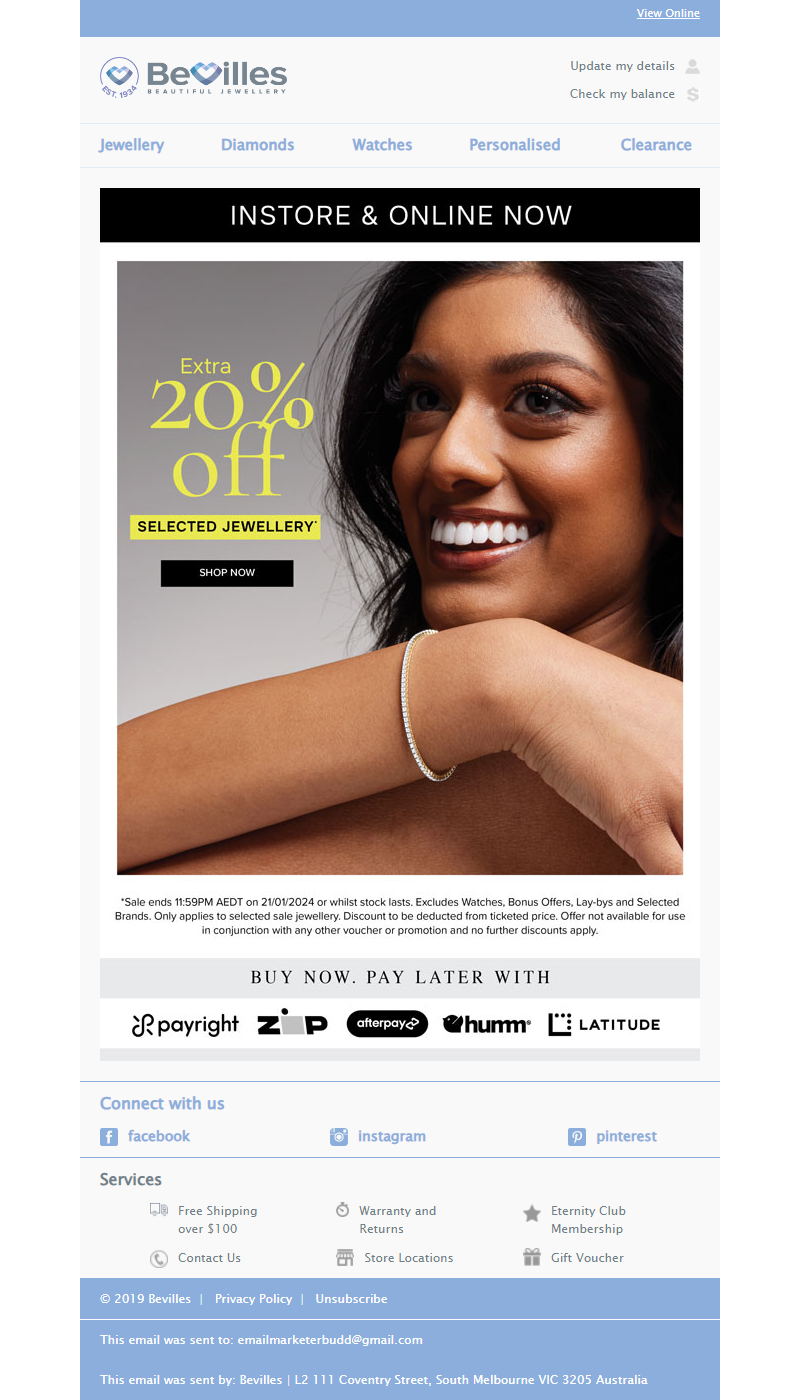 View Online
BeVilles
BEAUTIFUL JEWELLERY
EST. 1934
Update my details
Check my balance
Jewellery Diamonds Watches Personalised Clearance
INSTORE & ONLINE NOW
Extra
20%
off
SELECTED JEWELLERY*
SHOP NOW
*Sale ends 11:59PM AEDT on 21/01/2024 or whilst stock lasts. Excludes Watches, Bonus Offers, Lay-bys and Selected
Brands. Only applies to selected sale jewellery. Discount to be deducted from ticketed price. Offer not available for use
in conjunction with any other voucher or promotion and no further discounts apply.
BUY NOW. PAY LATER WITH
payright zip afterpay humm LATITUDE
Connect with us
facebook instagram pinterest
Services
Free Shipping
over $100
Warranty and
Returns
Eternity Club
Membership
Contact Us Store Locations Gift Voucher
© 2019 Bevilles | Privacy Policy | Unsubscribe
This email was sent to: emailmarketerbudd@gmail.com
This email was sent by: Bevilles | L2 111 Coventry Street, South Melbourne VIC 3205 Australia